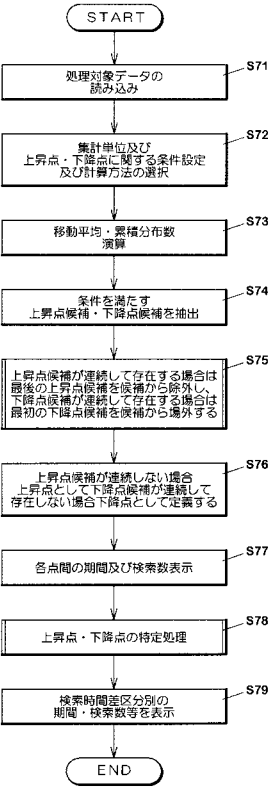 START
S71
処理対象データの
読み込み
S72
集計単位及び
上昇点・下降点に関する条件設定
及び計算方法の選択
S73
移動平均・累積分布数
演算
S74
条件を満たす
上昇点候補・下降点候補を抽出
S75
上昇点候補が連続して存在する場合は
最後の上昇点候補を候補から除外し、
下降点候補が連続して存在する場合は
最初の下降点候補を候補から場外する
S76
上昇点候補が連続しない場合
上昇点として下降点候補が連続して
存在しない場合下降点として定義する
S77
各点間の期間及び検索数表示
S78
上昇点・下降点の特定処理
S79
検索時間差区分別の
期間・検索数等を表示
END